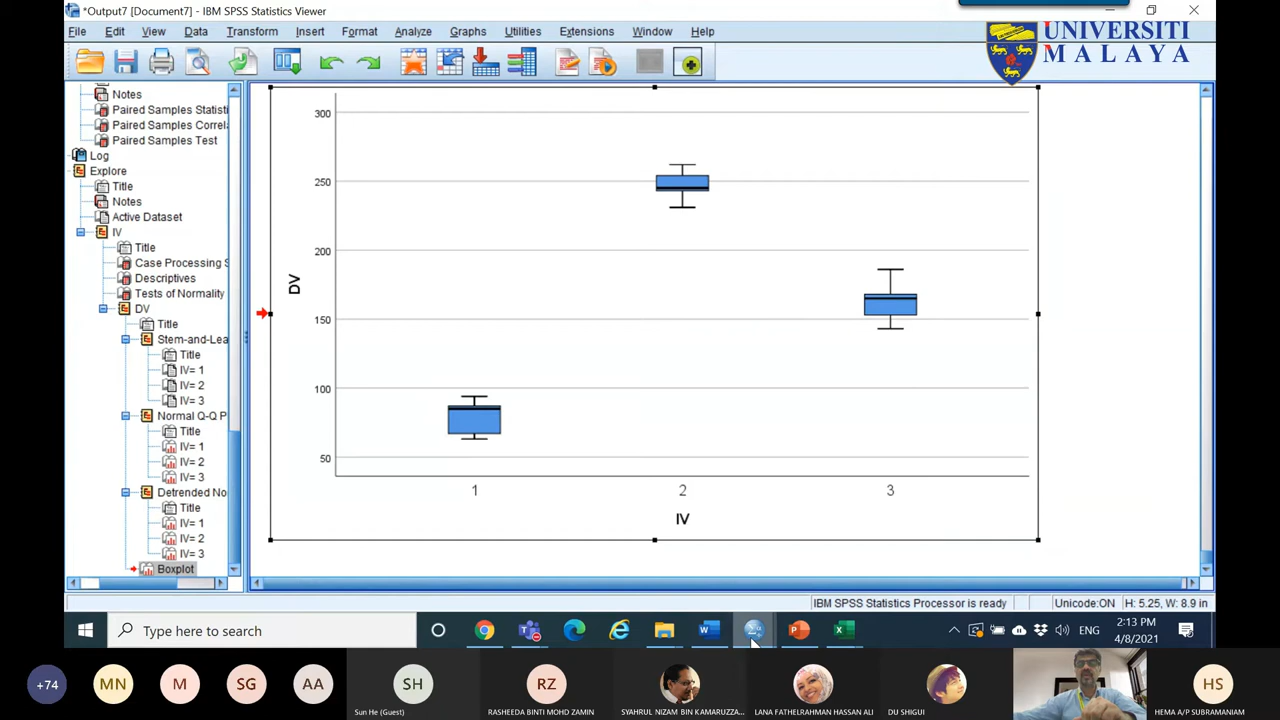 *Output7 [Document7] - IBM SPSS Statistics Viewer
File Edit View Data Transform Insert Format Analyze Graphs Utilities Extensions Window Help
UNIVERSITI
MALAYA
Notes
Paired Samples Statisti
Paired Samples Correla
Paired Samples Test
Log
Explore
Title
Notes
Active Dataset
IV
Title
Case Processing S
Descriptives
Tests of Normality
DV
Title
Stem-and-Lea
Title
IV= 1
IV= 2
IV= 3
Normal Q-Q P
Title
IV= 1
IV= 2
IV= 3
Detrended No
Title
IV= 1
IV= 2
IV= 3
Boxplot
300
250
200
150
100
50
DV
1 2 3
IV
IBM SPSS Statistics Processor is ready Unicode:ON H: 5.25, W: 8.9 in
Type here to search
ENG
2:13 PM
4/8/2021
+74 MN M SG AA SH RZ HS
Sun He (Guest) RASHEEDA BINTI MOHD ZAMIN SYAHRUL NIZAM BIN KAMARUZZA... LANA FATHELRAHMAN HASSAN ALI DU SHIGUI HEMA A/P SUBRAMANIAM